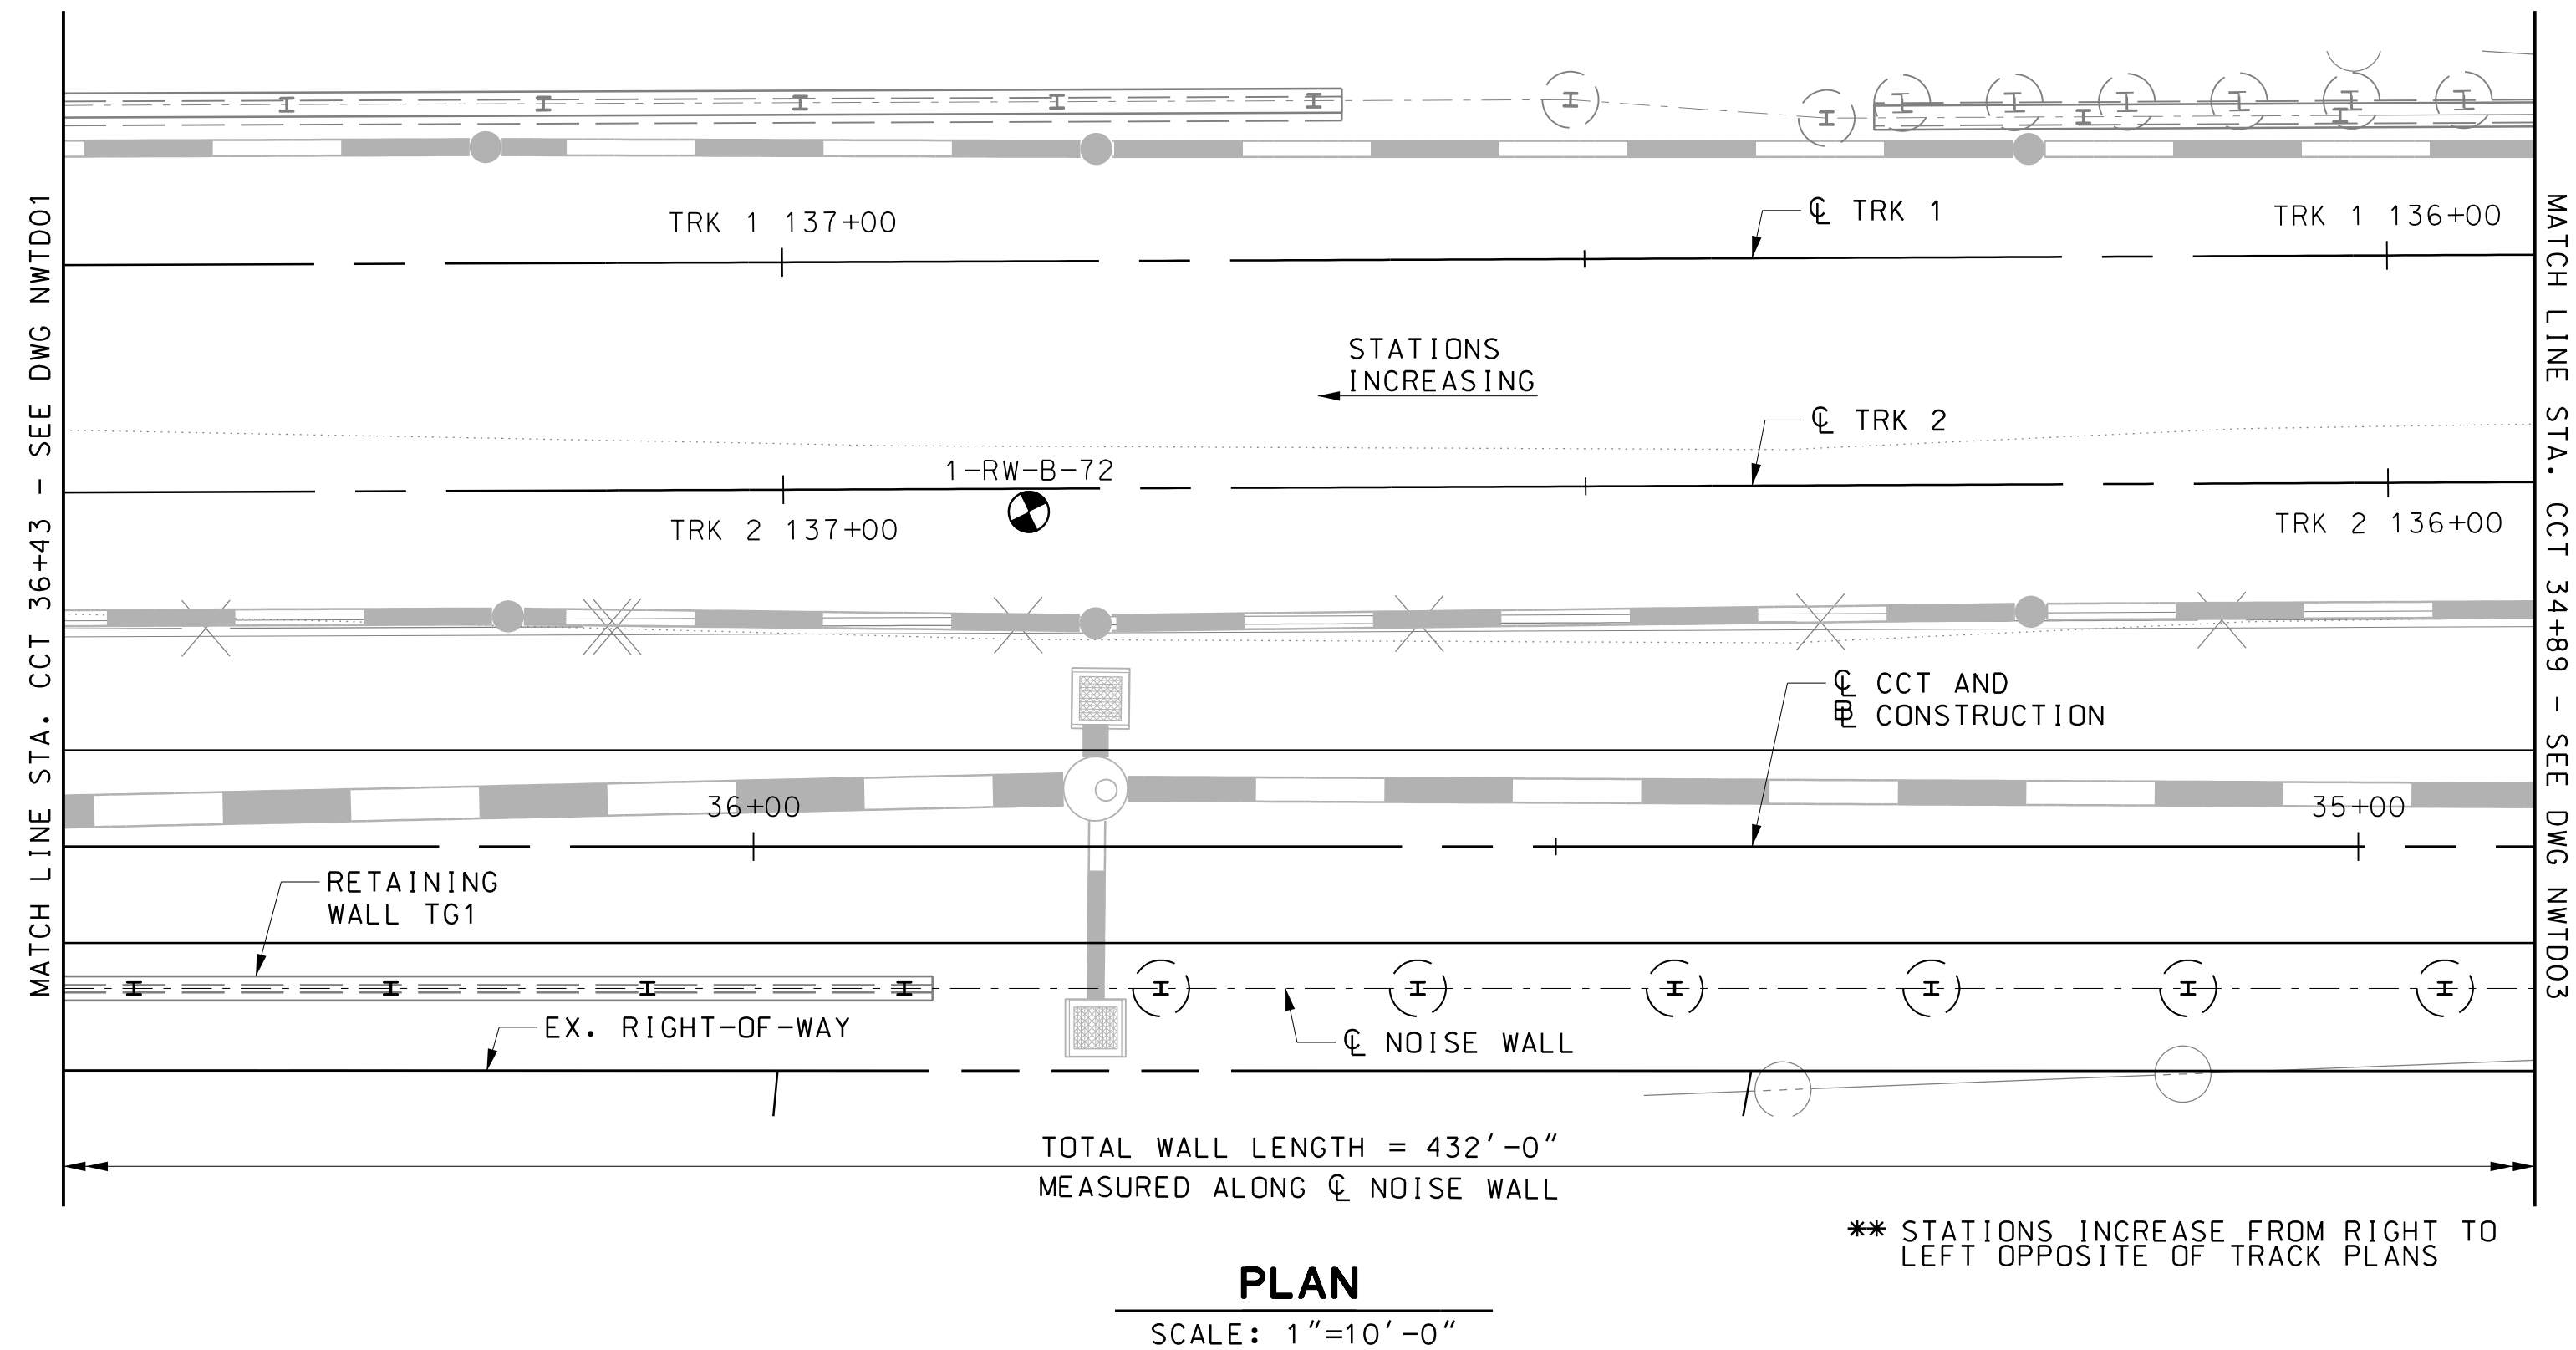 MATCH LINE STA. CCT 36+43 - SEE DWG NWTD01
MATCH LINE STA. CCT 34+89 - SEE DWG NWTD03
TRK 1 137+00
℄ TRK 1
TRK 1 136+00
STATIONS
INCREASING
℄ TRK 2
1-RW-B-72
TRK 2 137+00
TRK 2 136+00
℄ CCT AND
BL CONSTRUCTION
36+00
35+00
RETAINING
WALL TG1
EX. RIGHT-OF-WAY
℄ NOISE WALL
TOTAL WALL LENGTH = 432'-0"
MEASURED ALONG ℄ NOISE WALL
** STATIONS INCREASE FROM RIGHT TO
LEFT OPPOSITE OF TRACK PLANS
PLAN
SCALE: 1"=10'-0"